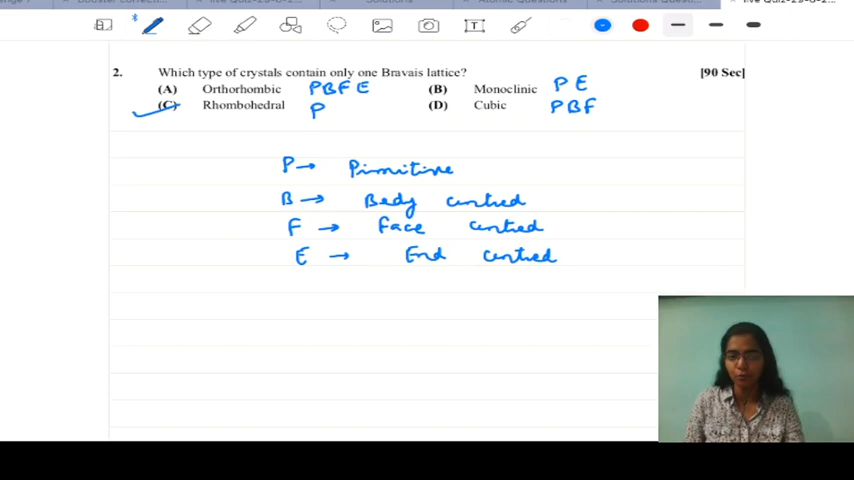 2. Which type of crystals contain only one Bravais lattice? [90 Sec]
(A) Orthorhombic PBFE (B) Monoclinic PE
(C) Rhombohedral P (D) Cubic PBF
P → Pimitive
B → Body centred
F → Face centred
E → End centred